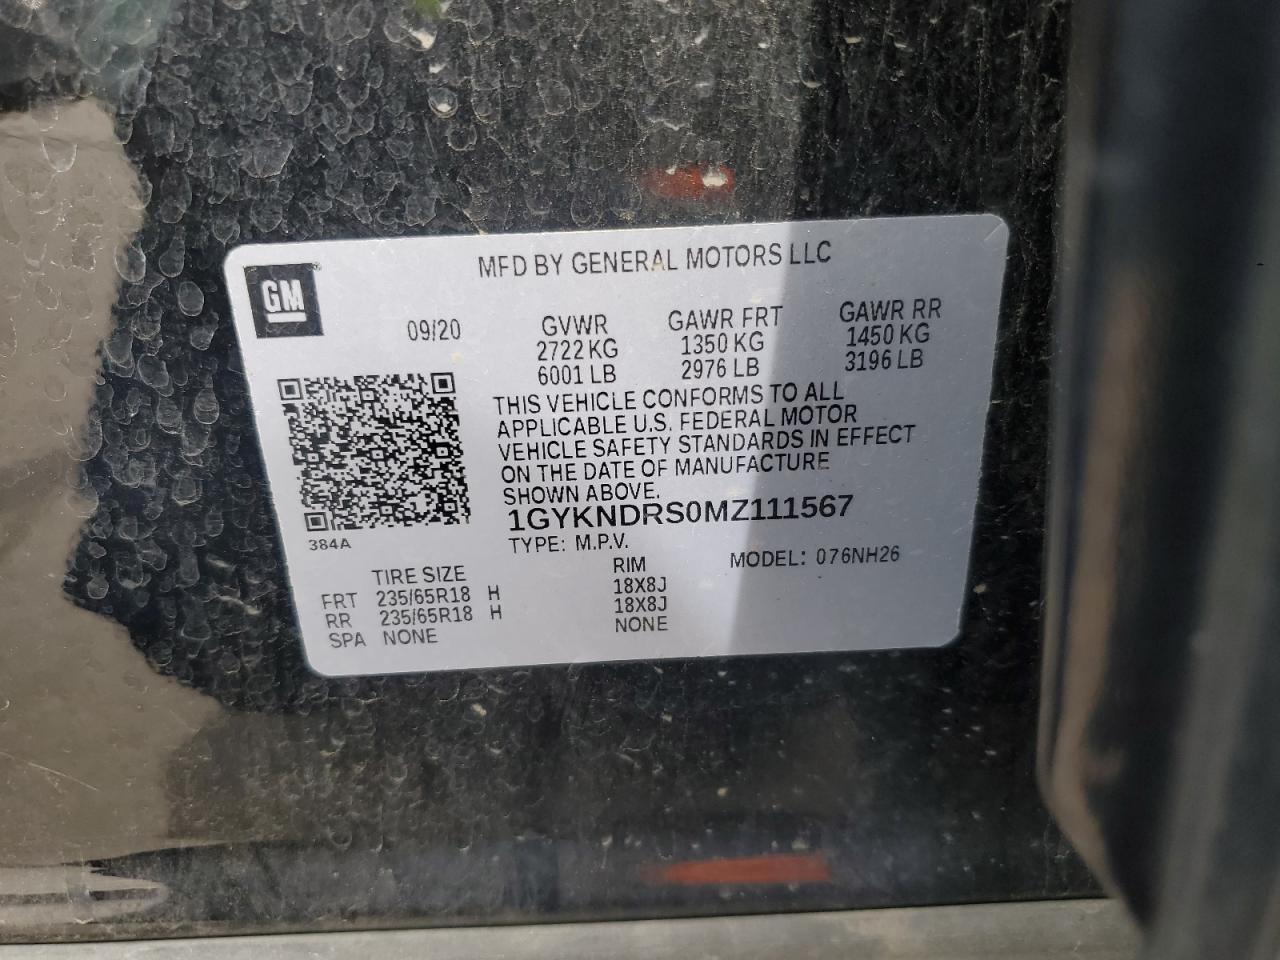 MFD BY GENERAL MOTORS LLC
GM
09/20
GVWR GAWR FRT GAWR RR
2722 KG 1350 KG 1450 KG
6001 LB 2976 LB 3196 LB
THIS VEHICLE CONFORMS TO ALL
APPLICABLE U.S. FEDERAL MOTOR
VEHICLE SAFETY STANDARDS IN EFFECT
ON THE DATE OF MANUFACTURE
SHOWN ABOVE.
1GYKNDRS0MZ111567
384A
TYPE: M.P.V. MODEL: 076NH26
TIRE SIZE RIM
FRT 235/65R18 H 18X8J
RR 235/65R18 H 18X8J
SPA NONE NONE